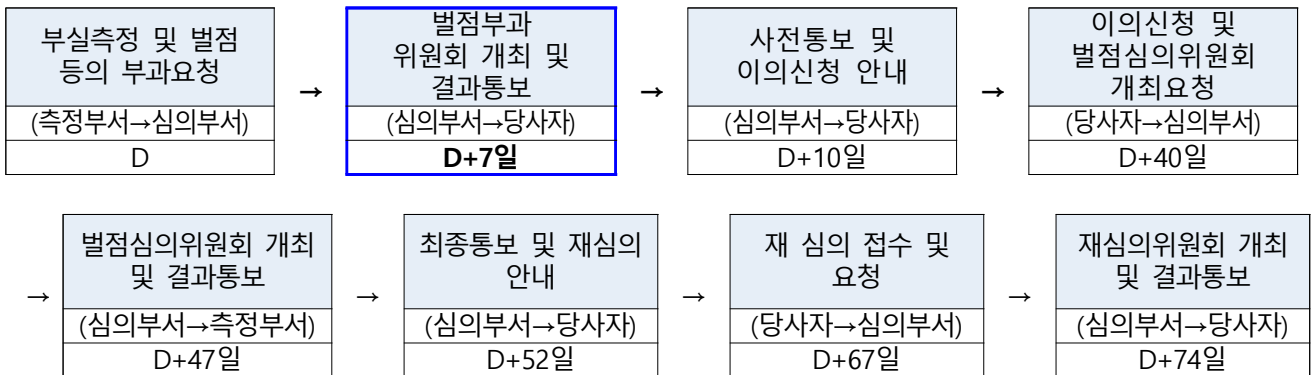 부실측정 및 벌점
등의 부과요청
(측정부서→심의부서)
D
→
벌점부과
위원회 개최 및
결과통보
(심의부서→당사자)
D+7일
→
사전통보 및
이의신청 안내
(심의부서→당사자)
D+10일
→
이의신청 및
벌점심의위원회
개최요청
(당사자→심의부서)
D+40일
→
벌점심의위원회 개최
및 결과통보
(심의부서→측정부서)
D+47일
→
최종통보 및 재심의
안내
(심의부서→당사자)
D+52일
→
재 심의 접수 및
요청
(당사자→심의부서)
D+67일
→
재심의위원회 개최
및 결과통보
(심의부서→당사자)
D+74일